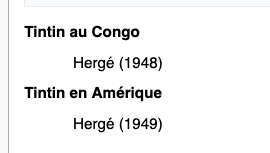 Tintin au Congo
Hergé (1948)
Tintin en Amérique
Hergé (1949)